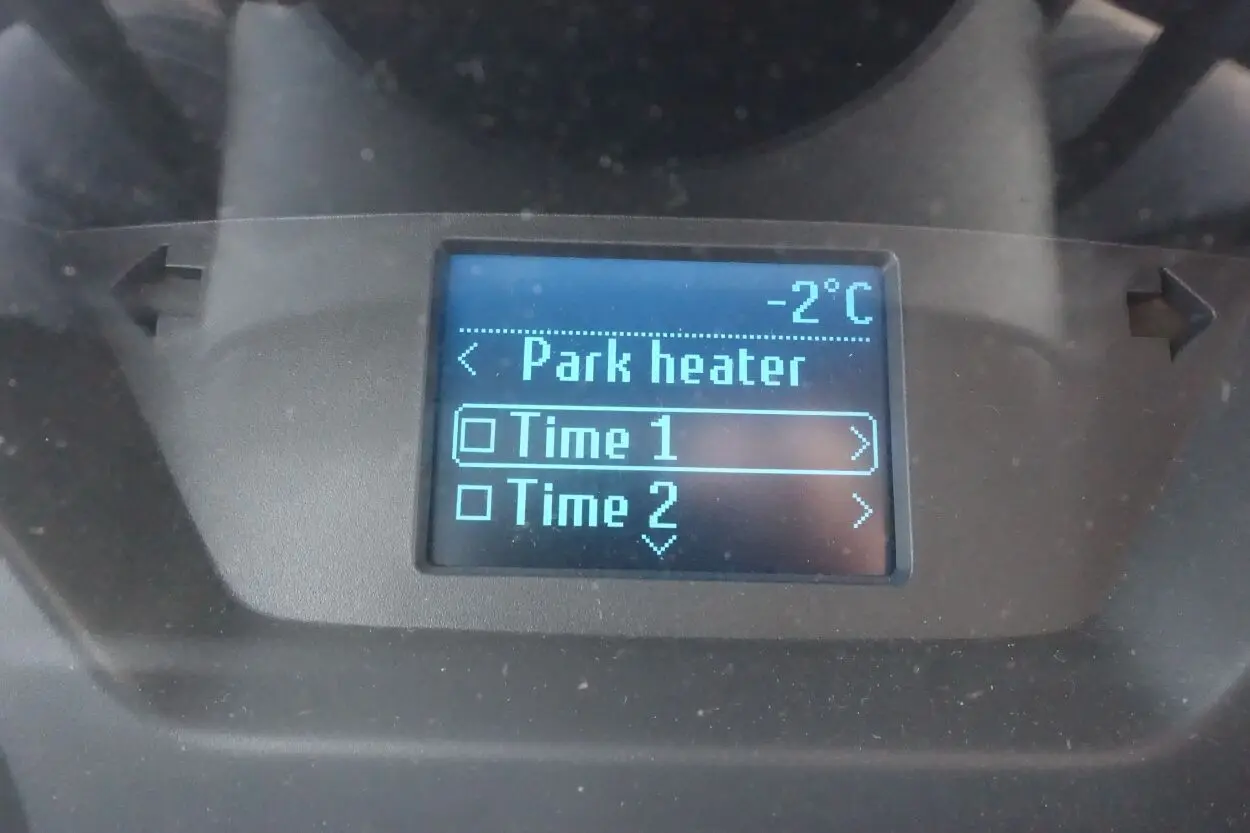 -2°C
< Park heater
Time 1 >
Time 2 >